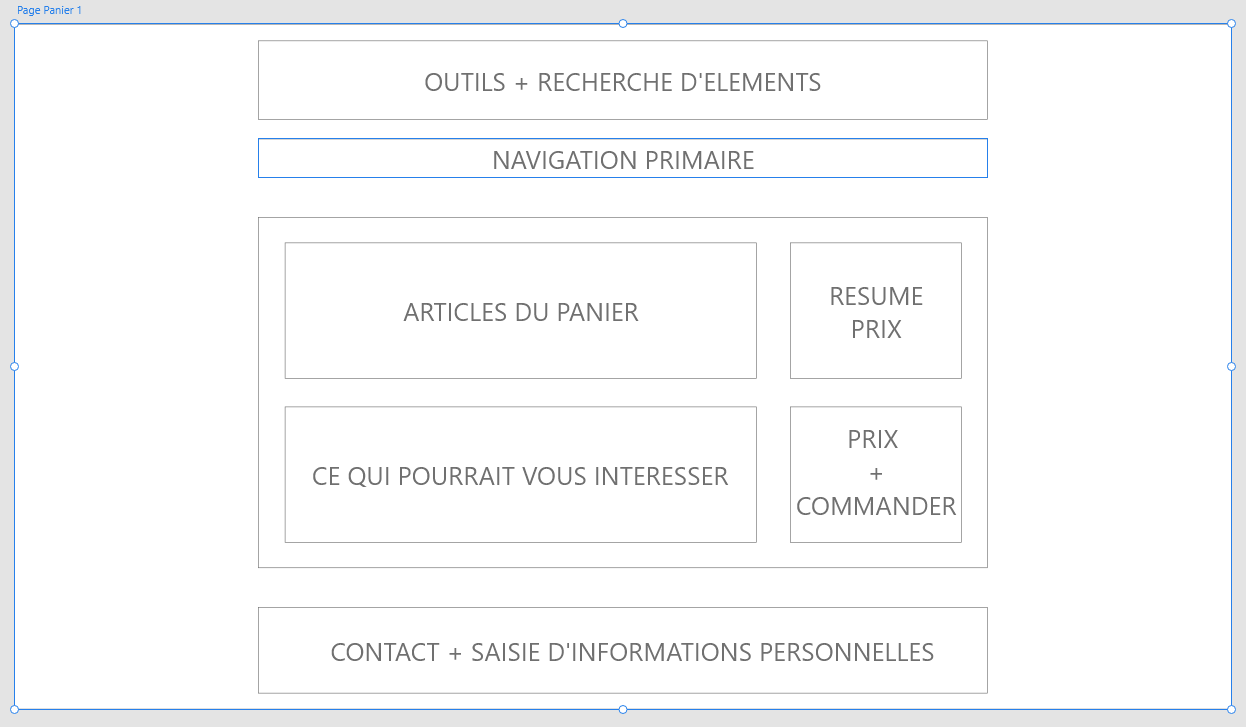 Page Panier 1
OUTILS + RECHERCHE D'ELEMENTS
NAVIGATION PRIMAIRE
ARTICLES DU PANIER
RESUME
PRIX
CE QUI POURRAIT VOUS INTERESSER
PRIX
+
COMMANDER
CONTACT + SAISIE D'INFORMATIONS PERSONNELLES